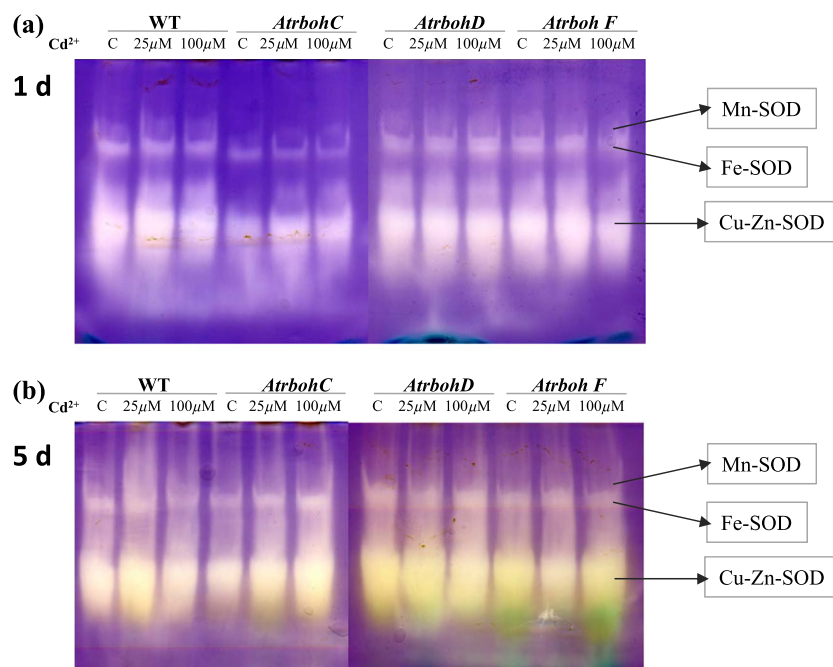 (a) WT AtrbohC AtrbohD Atrboh F
Cd²⁺ C 25µM 100µM C 25µM 100µM C 25µM 100µM C 25µM 100µM
1 d
Mn-SOD
Fe-SOD
Cu-Zn-SOD
(b) WT AtrbohC AtrbohD Atrboh F
Cd²⁺ C 25µM 100µM C 25µM 100µM C 25µM 100µM C 25µM 100µM
5 d
Mn-SOD
Fe-SOD
Cu-Zn-SOD